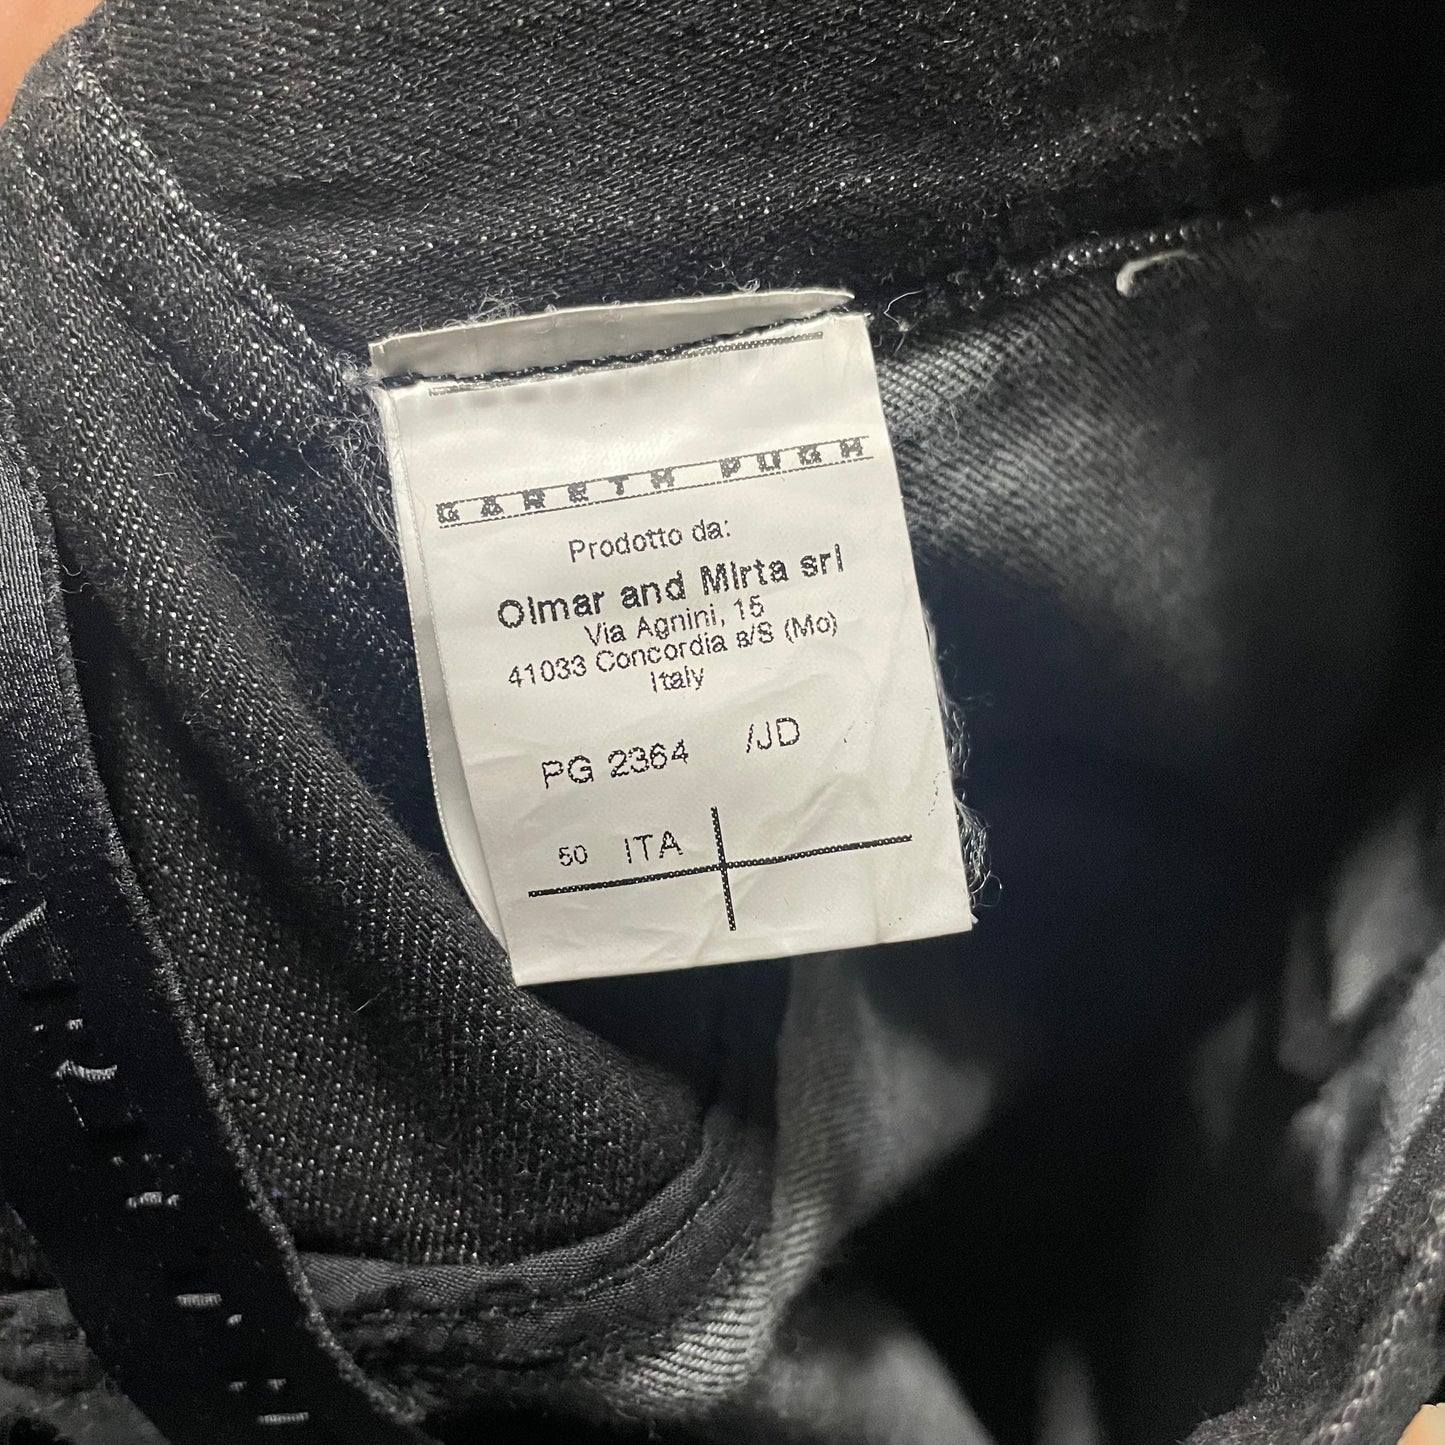 GARETH PUGH
Prodotto da:
Olmar and Mirta srl
Via Agnini, 15
41033 Concordia s/S (Mo)
Italy
PG 2364 /JD
50 ITA